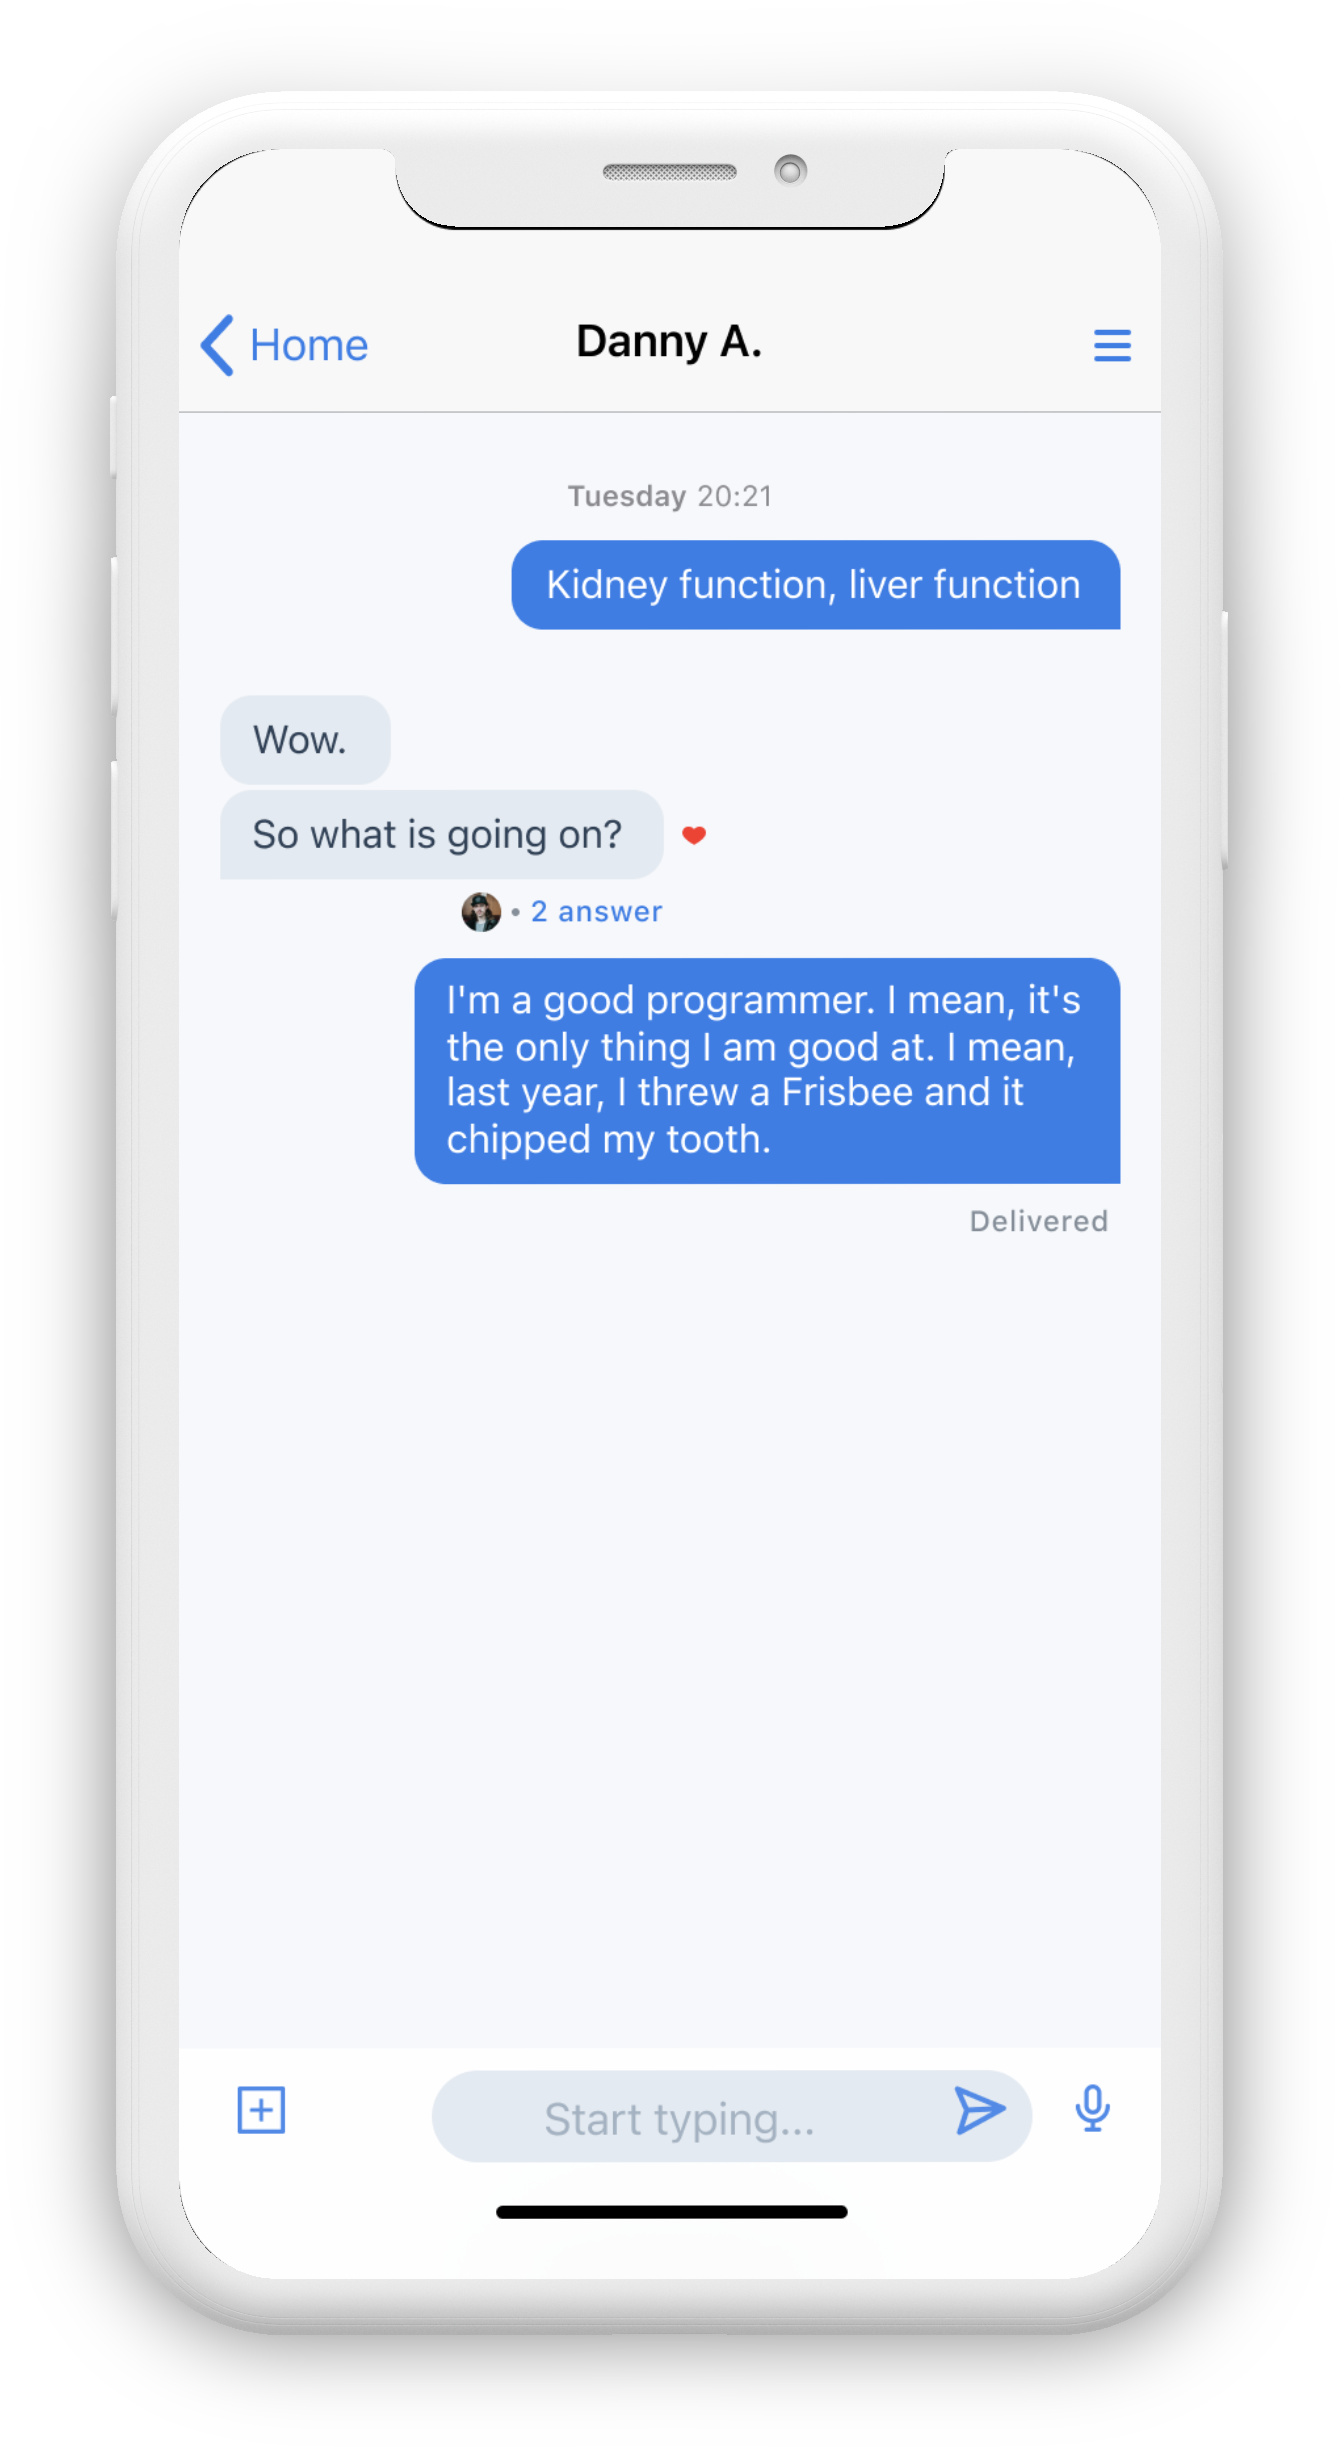 Home
Danny A.
Tuesday 20:21
Kidney function, liver function
Wow.
So what is going on?
• 2 answer
I'm a good programmer. I mean, it's
the only thing I am good at. I mean,
last year, I threw a Frisbee and it
chipped my tooth.
Delivered
Start typing...